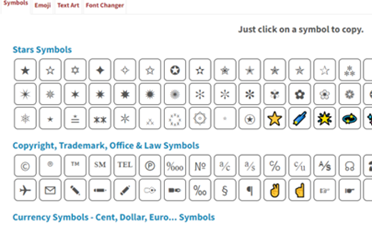 Symbols Emoji Text Art Font Changer
Just click on a symbol to copy.
Stars Symbols
Copyright, Trademark, Office & Law Symbols
© ® ™ SM TEL ℗ ‱ № a/c a/s % c/u
‰ § ¶
Currency Symbols - Cent, Dollar, Euro... Symbols